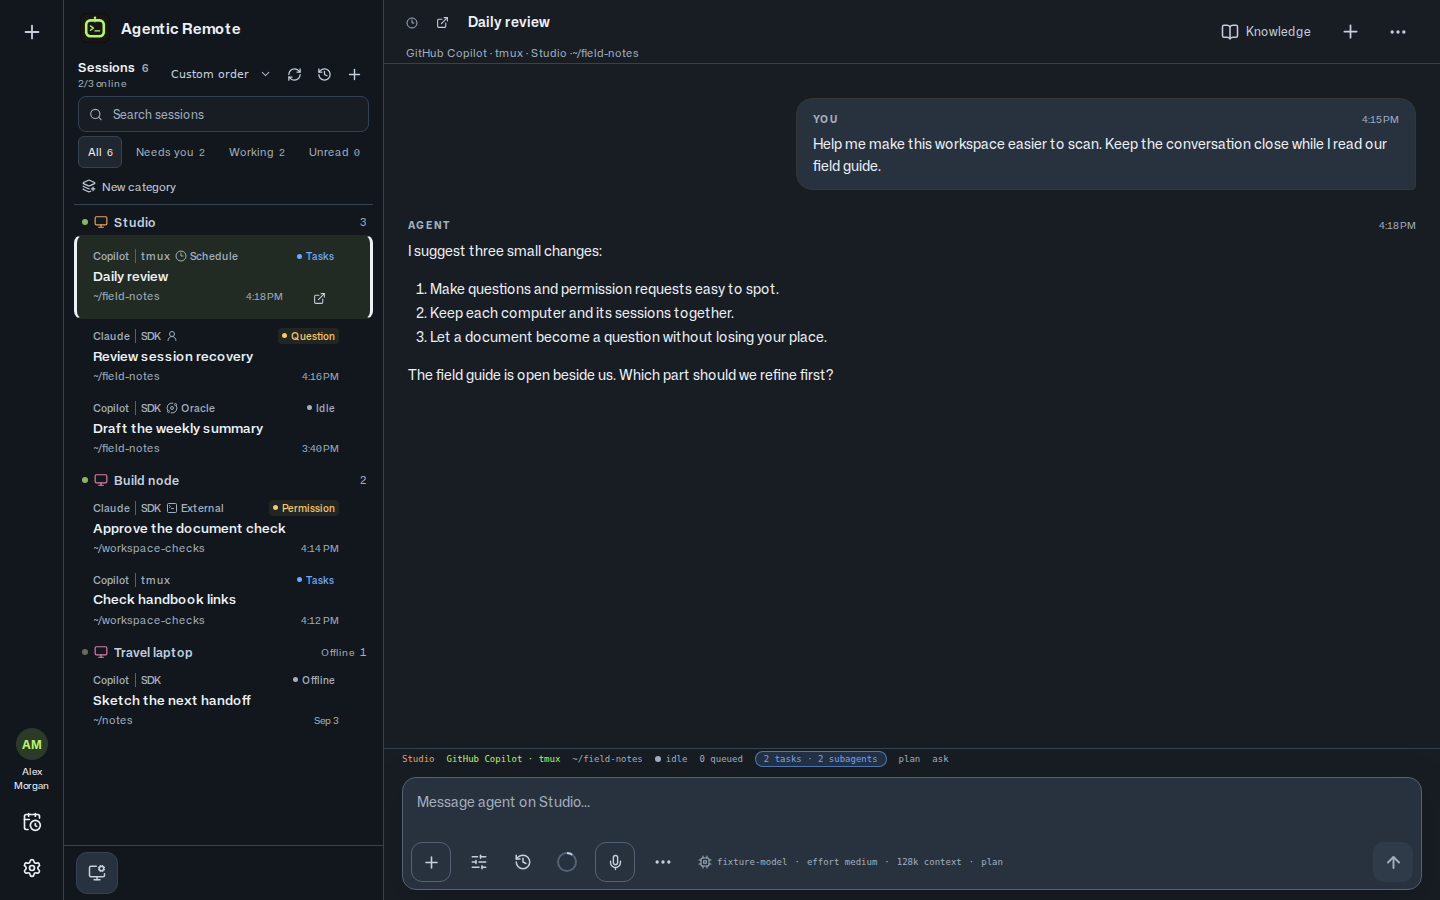 Agentic Remote
Sessions 6
2/3 online
Custom order
Search sessions
All 6
Needs you 2
Working 2
Unread 0
New category
Studio 3
Copilot | tmux Schedule Tasks
Daily review
~/field-notes 4:18 PM
Claude | SDK Question
Review session recovery
~/field-notes 4:16 PM
Copilot | SDK Oracle Idle
Draft the weekly summary
~/field-notes 3:40 PM
Build node 2
Claude | SDK External Permission
Approve the document check
~/workspace-checks 4:14 PM
Copilot | tmux Tasks
Check handbook links
~/workspace-checks 4:12 PM
Travel laptop Offline 1
Copilot | SDK Offline
Sketch the next handoff
~/notes Sep 3
AM
Alex
Morgan
Daily review
GitHub Copilot · tmux · Studio · ~/field-notes
Knowledge
YOU 4:15 PM
Help me make this workspace easier to scan. Keep the conversation close while I read our
field guide.
AGENT 4:18 PM
I suggest three small changes:
1. Make questions and permission requests easy to spot.
2. Keep each computer and its sessions together.
3. Let a document become a question without losing your place.
The field guide is open beside us. Which part should we refine first?
Studio GitHub Copilot · tmux ~/field-notes idle 0 queued 2 tasks · 2 subagents plan ask
Message agent on Studio...
fixture-model · effort medium · 128k context · plan